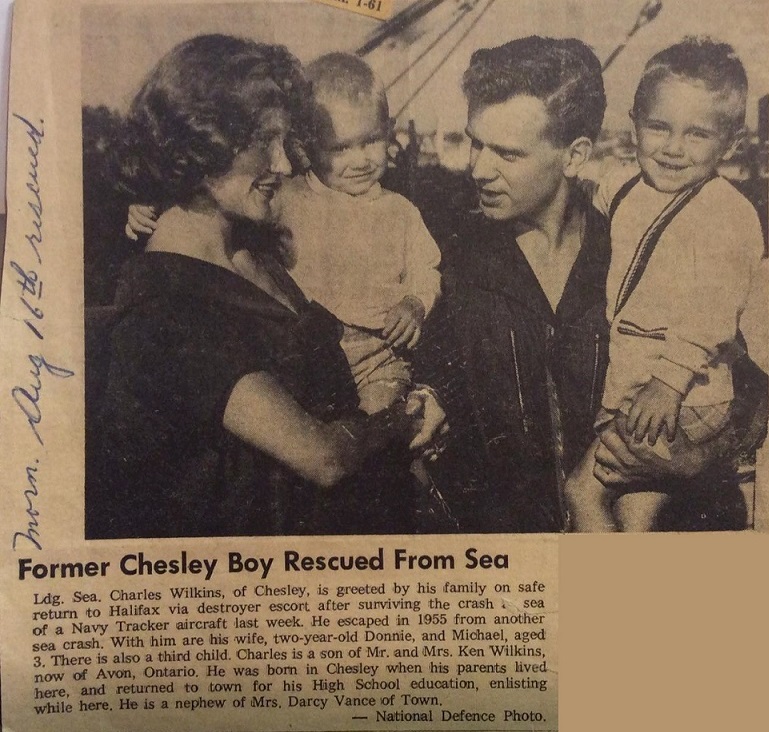 1-61
morn. Aug 16th rescued.
Former Chesley Boy Rescued From Sea
Ldg. Sea. Charles Wilkins, of Chesley, is greeted by his family on safe
return to Halifax via destroyer escort after surviving the crash sea
of a Navy Tracker aircraft last week. He escaped in 1955 from another
sea crash. With him are his wife, two-year-old Donnie, and Michael, aged
3. There is also a third child. Charles is a son of Mr. and Mrs. Ken Wilkins,
now of Avon, Ontario. He was born in Chesley when his parents lived
here, and returned to town for his High School education, enlisting
while here. He is a nephew of Mrs. Darcy Vance of Town.
— National Defence Photo.